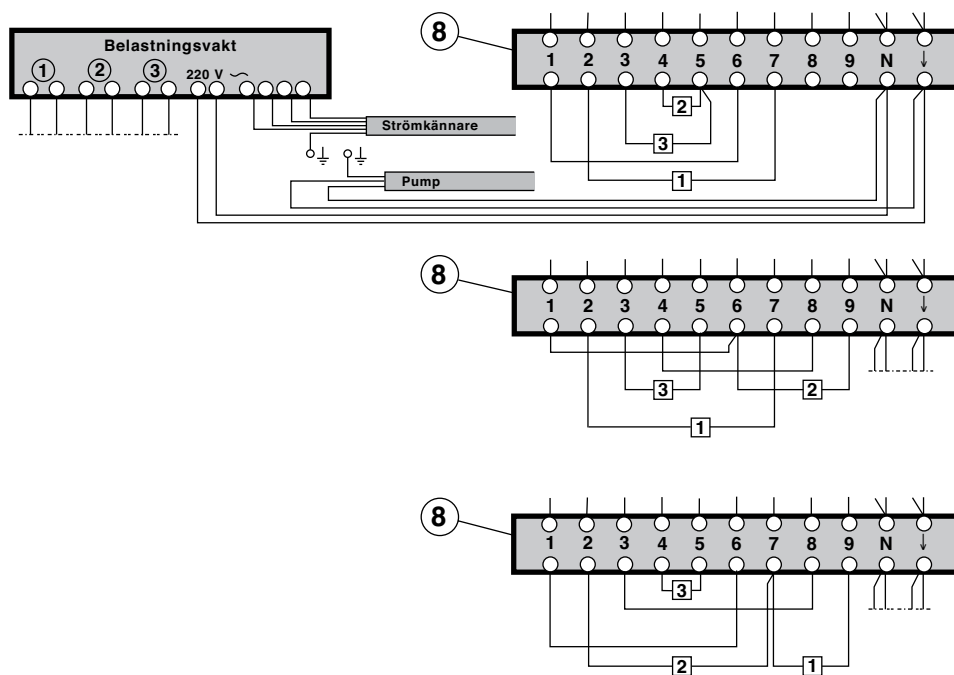 8
1 2 3 4 5 6 7 8 9 N ↓
Belastningsvakt
1 2 3
220 V ~
2
3
1
Strömkännare
Pump
8
1 2 3 4 5 6 7 8 9 N ↓
3 2
1
8
1 2 3 4 5 6 7 8 9 N ↓
3
2 1